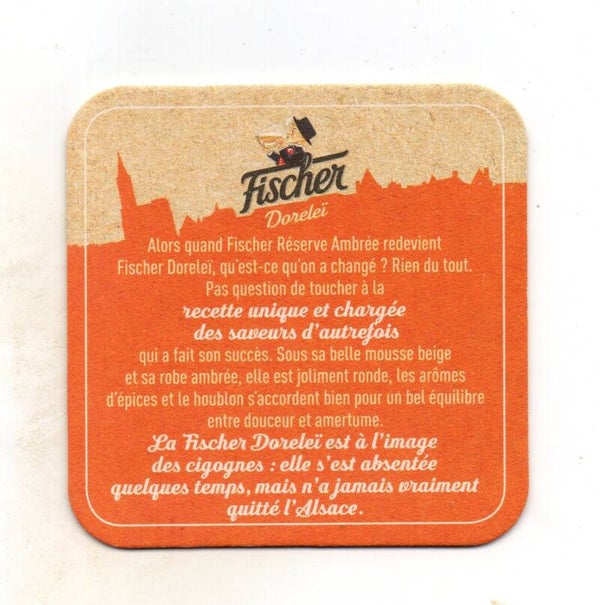 Fischer
Doreleï
Alors quand Fischer Réserve Ambrée redevient
Fischer Doreleï, qu'est-ce qu'on a changé ? Rien du tout.
Pas question de toucher à la
recette unique et chargée
des saveurs d'autrefois
qui a fait son succès. Sous sa belle mousse beige
et sa robe ambrée, elle est joliment ronde, les arômes
d'épices et le houblon s'accordent bien pour un bel équilibre
entre douceur et amertume.
La Fischer Doreleï est à l'image
des cigognes : elle s'est absentée
quelques temps, mais n'a jamais vraiment
quitté l'Alsace.